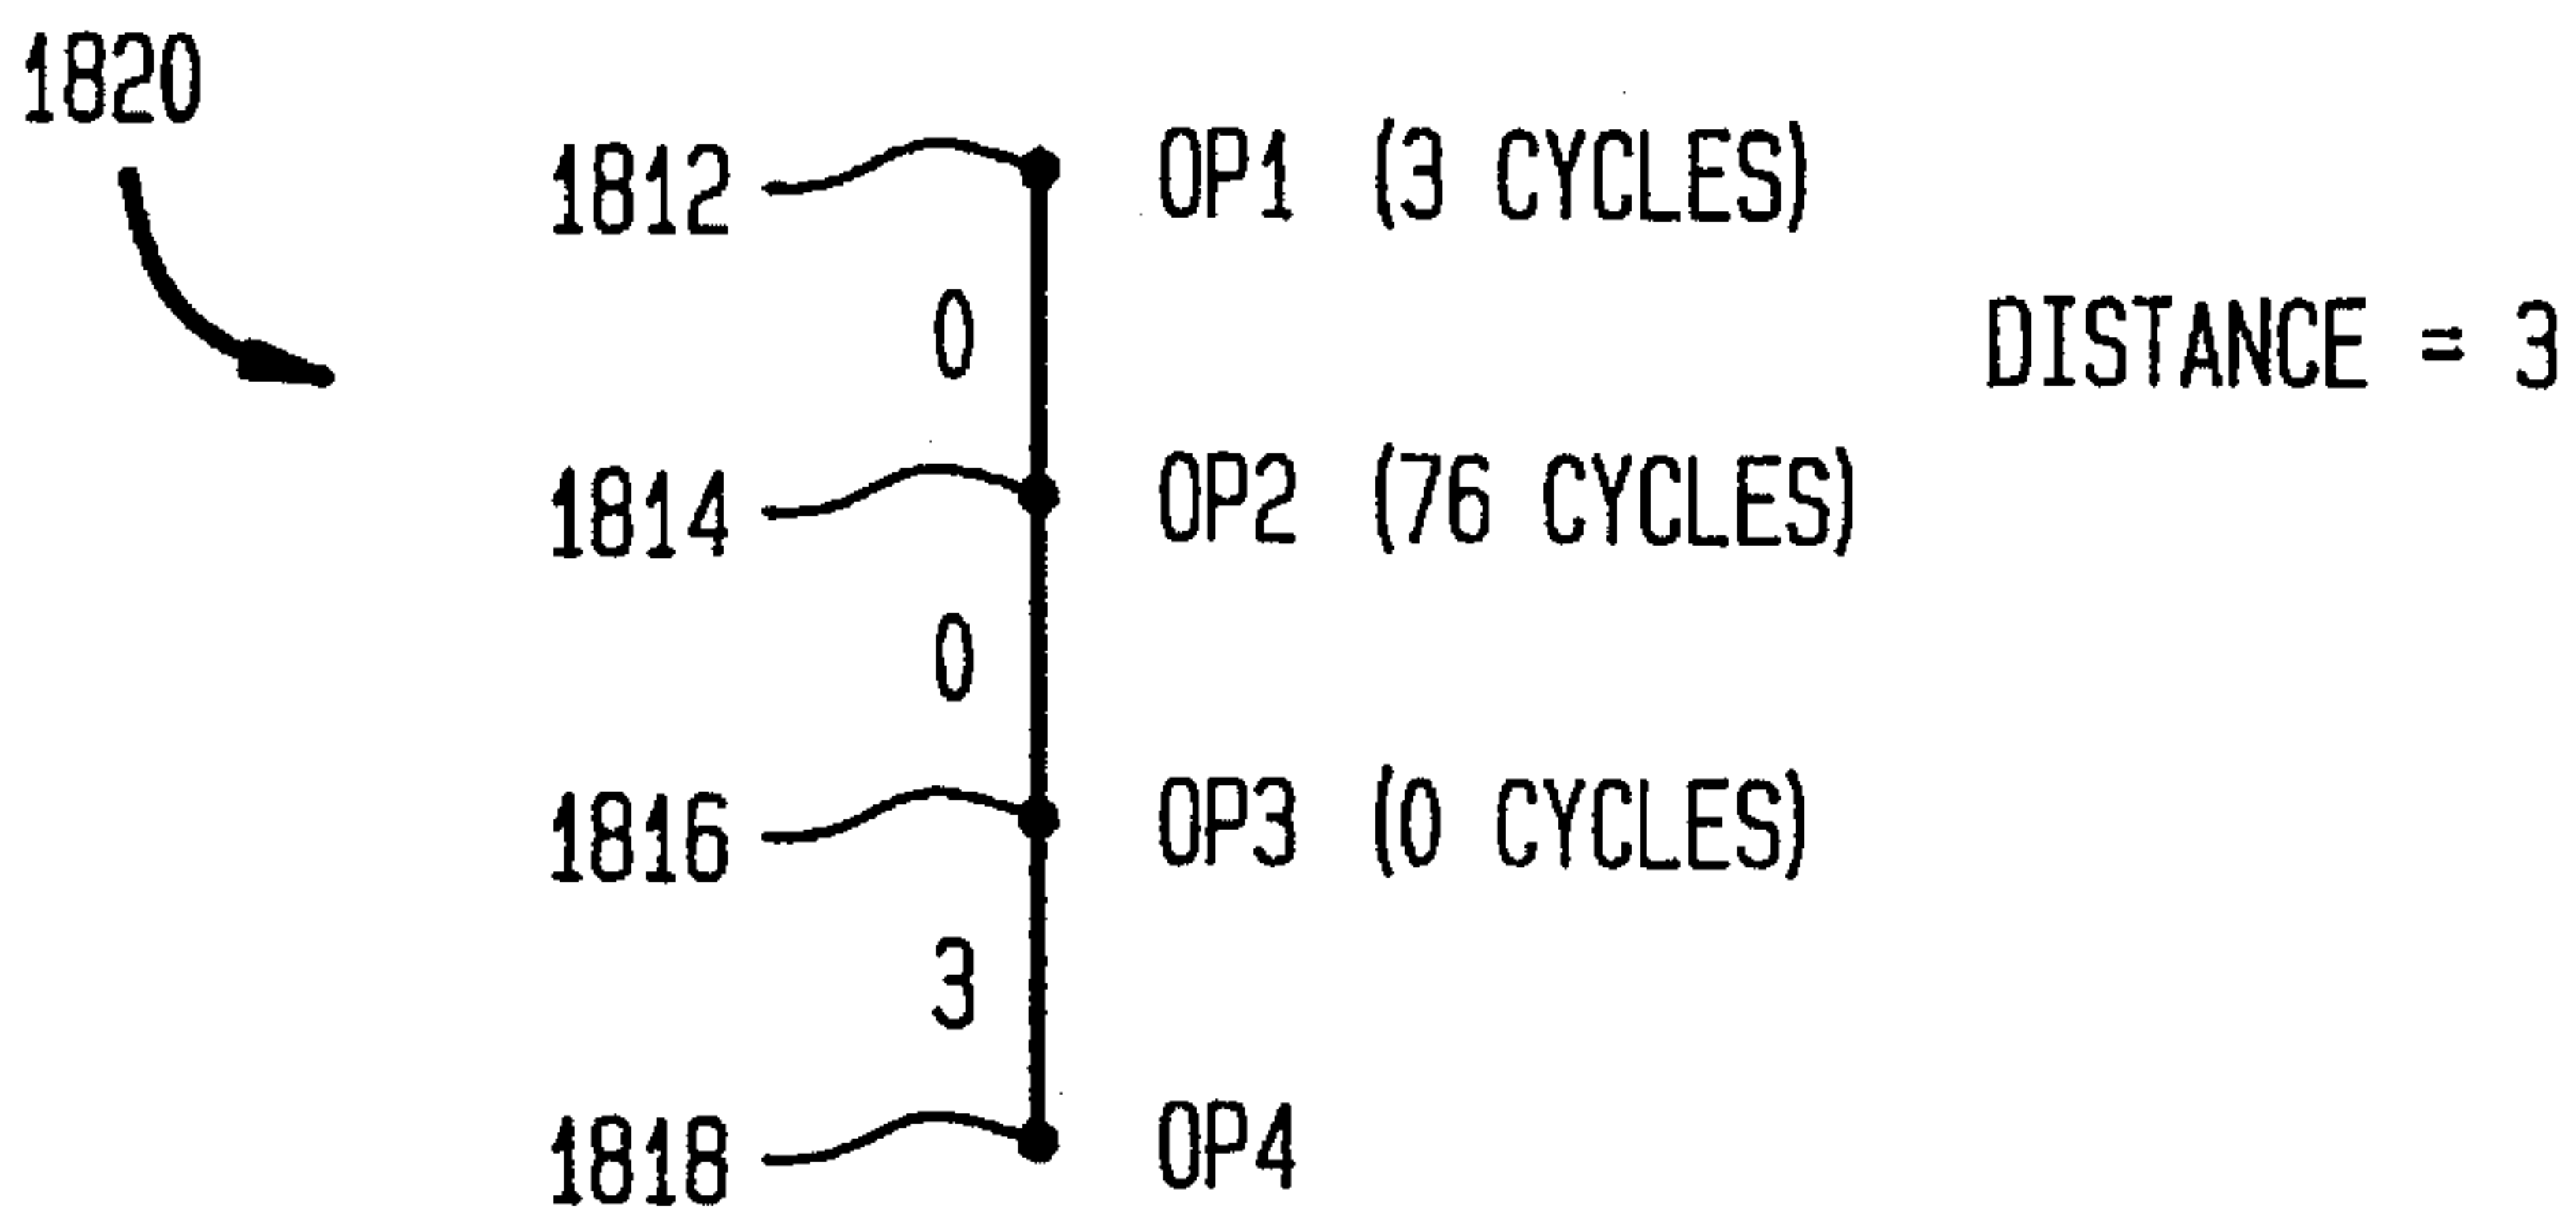 1820
1812 OP1 (3 CYCLES)
0
DISTANCE = 3
1814 OP2 (76 CYCLES)
0
1816 OP3 (0 CYCLES)
3
1818 OP4